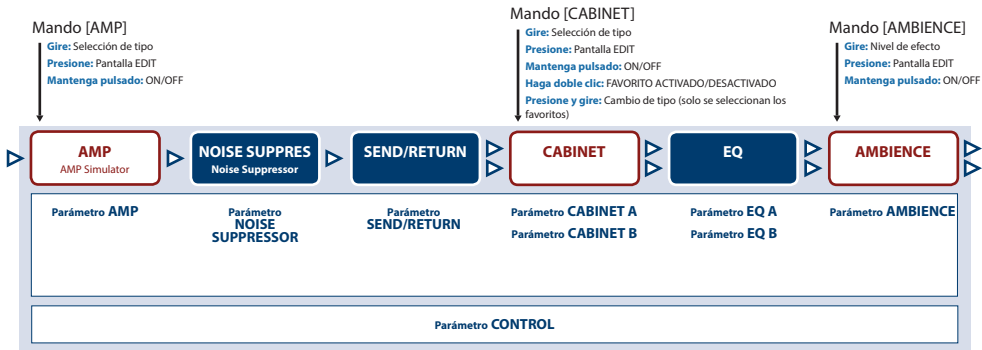 Mando [AMP]
Gire: Selección de tipo
Presione: Pantalla EDIT
Mantenga pulsado: ON/OFF
Mando [CABINET]
Gire: Selección de tipo
Presione: Pantalla EDIT
Mantenga pulsado: ON/OFF
Haga doble clic: FAVORITO ACTIVADO/DESACTIVADO
Presione y gire: Cambio de tipo (solo se seleccionan los
favoritos)
Mando [AMBIENCE]
Gire: Nivel de efecto
Presione: Pantalla EDIT
Mantenga pulsado: ON/OFF
AMP
AMP Simulator
NOISE SUPPRES
Noise Suppressor
SEND/RETURN
CABINET
EQ
AMBIENCE
Parámetro AMP
Parámetro
NOISE
SUPPRESSOR
Parámetro
SEND/RETURN
Parámetro CABINET A
Parámetro CABINET B
Parámetro EQ A
Parámetro EQ B
Parámetro AMBIENCE
Parámetro CONTROL